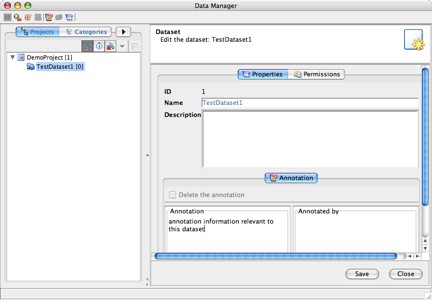 Data Manager
Projects
Categories
DemoProject [1]
TestDataset1 [0]
Dataset
Edit the dataset: TestDataset1
Properties
Permissions
ID 1
Name TestDataset1
Description
Annotation
Delete the annotation
Annotation
annotation information relevant to
this dataset
Annotated by
Save
Close